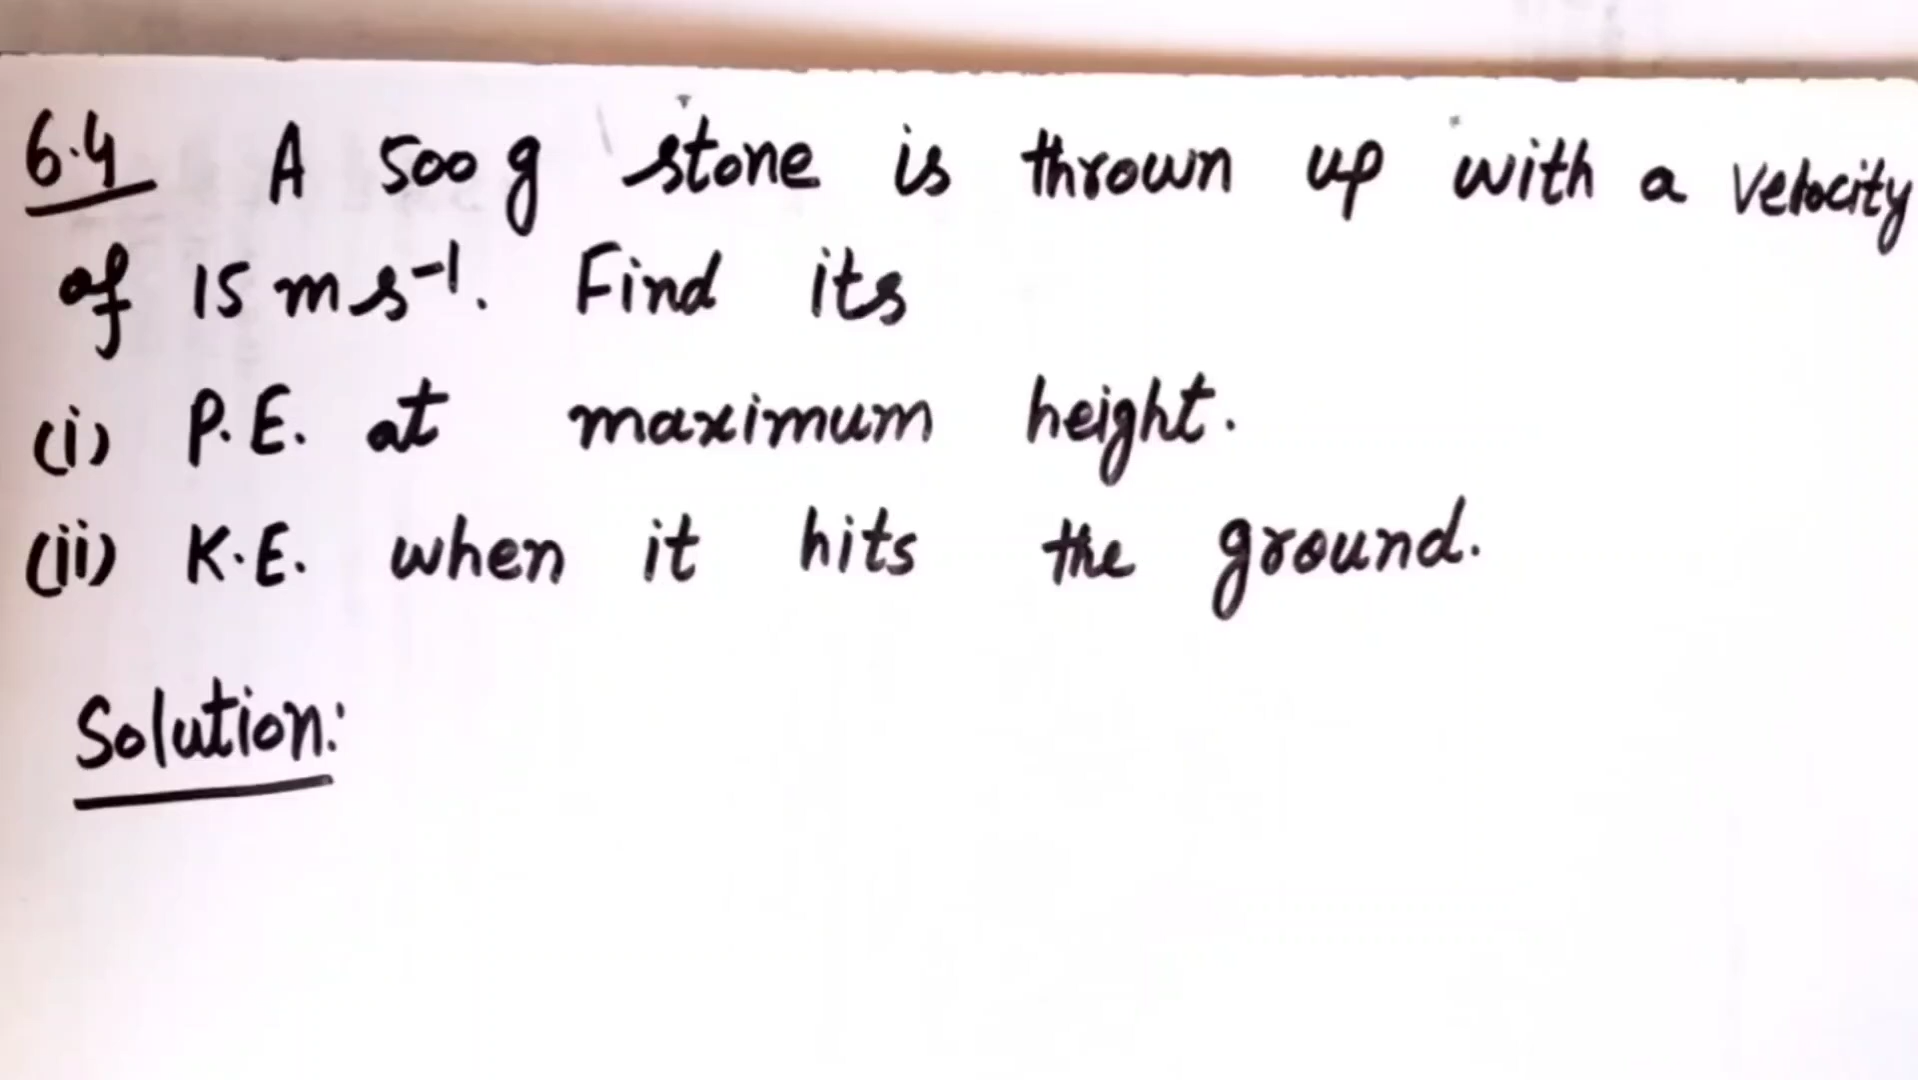 6.4 A 500 g stone is thrown up with a velocity
of 15 m s⁻¹. Find its
(i) P.E. at maximum height.
(ii) K.E. when it hits the ground.
Solution: